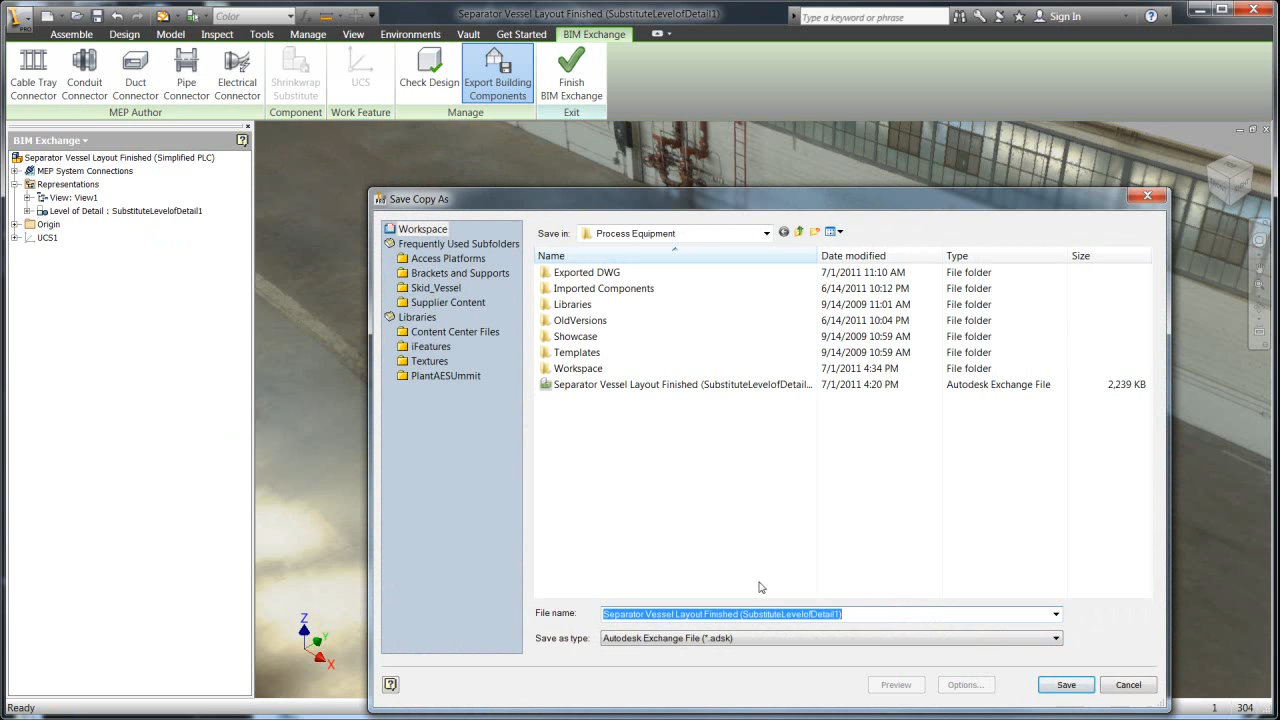 PRO
Color
Separator Vessel Layout Finished (SubstituteLevelofDetail1)
Type a keyword or phrase
Sign In
Assemble Design Model Inspect Tools Manage View Environments Vault Get Started BIM Exchange
Cable Tray Connector
Conduit Connector
Duct Connector
Pipe Connector
Electrical Connector
Shrinkwrap Substitute
UCS
Check Design
Export Building Components
Finish BIM Exchange
MEP Author Component Work Feature Manage Exit
BIM Exchange
Separator Vessel Layout Finished (Simplified PLC)
MEP System Connections
Representations
View: View1
Level of Detail : SubstituteLevelofDetail1
Origin
UCS1
Save Copy As
Workspace
Frequently Used Subfolders
Access Platforms
Brackets and Supports
Skid_Vessel
Supplier Content
Libraries
Content Center Files
iFeatures
Textures
PlantAESUmmit
Save in: Process Equipment
Name Date modified Type Size
Exported DWG 7/1/2011 11:10 AM File folder
Imported Components 6/14/2011 10:12 PM File folder
Libraries 9/14/2009 11:01 AM File folder
OldVersions 6/14/2011 10:04 PM File folder
Showcase 9/14/2009 10:59 AM File folder
Templates 9/14/2009 10:59 AM File folder
Workspace 7/1/2011 4:34 PM File folder
Separator Vessel Layout Finished (SubstituteLevelofDetail... 7/1/2011 4:20 PM Autodesk Exchange File 2,239 KB
File name: Separator Vessel Layout Finished (SubstituteLevelofDetail1)
Save as type: Autodesk Exchange File (*.adsk)
Preview Options... Save Cancel
Z
Y
X
Ready 1 304